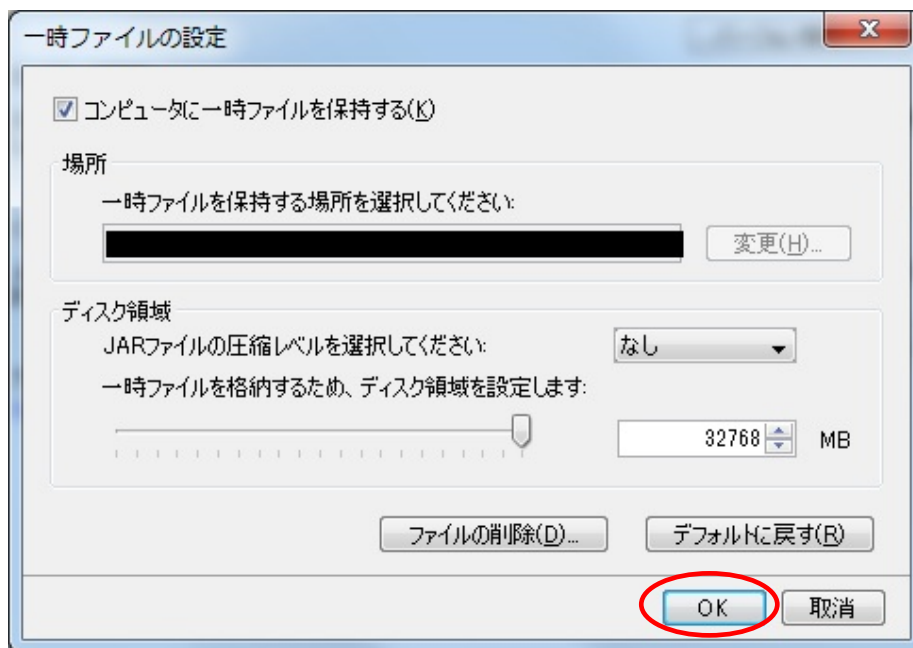 一時ファイルの設定
コンピュータに一時ファイルを保持する(K)
場所
一時ファイルを保持する場所を選択してください:
変更(H)...
ディスク領域
JARファイルの圧縮レベルを選択してください:
なし
一時ファイルを格納するため、ディスク領域を設定します:
32768 MB
ファイルの削除(D)...
デフォルトに戻す(R)
OK
取消